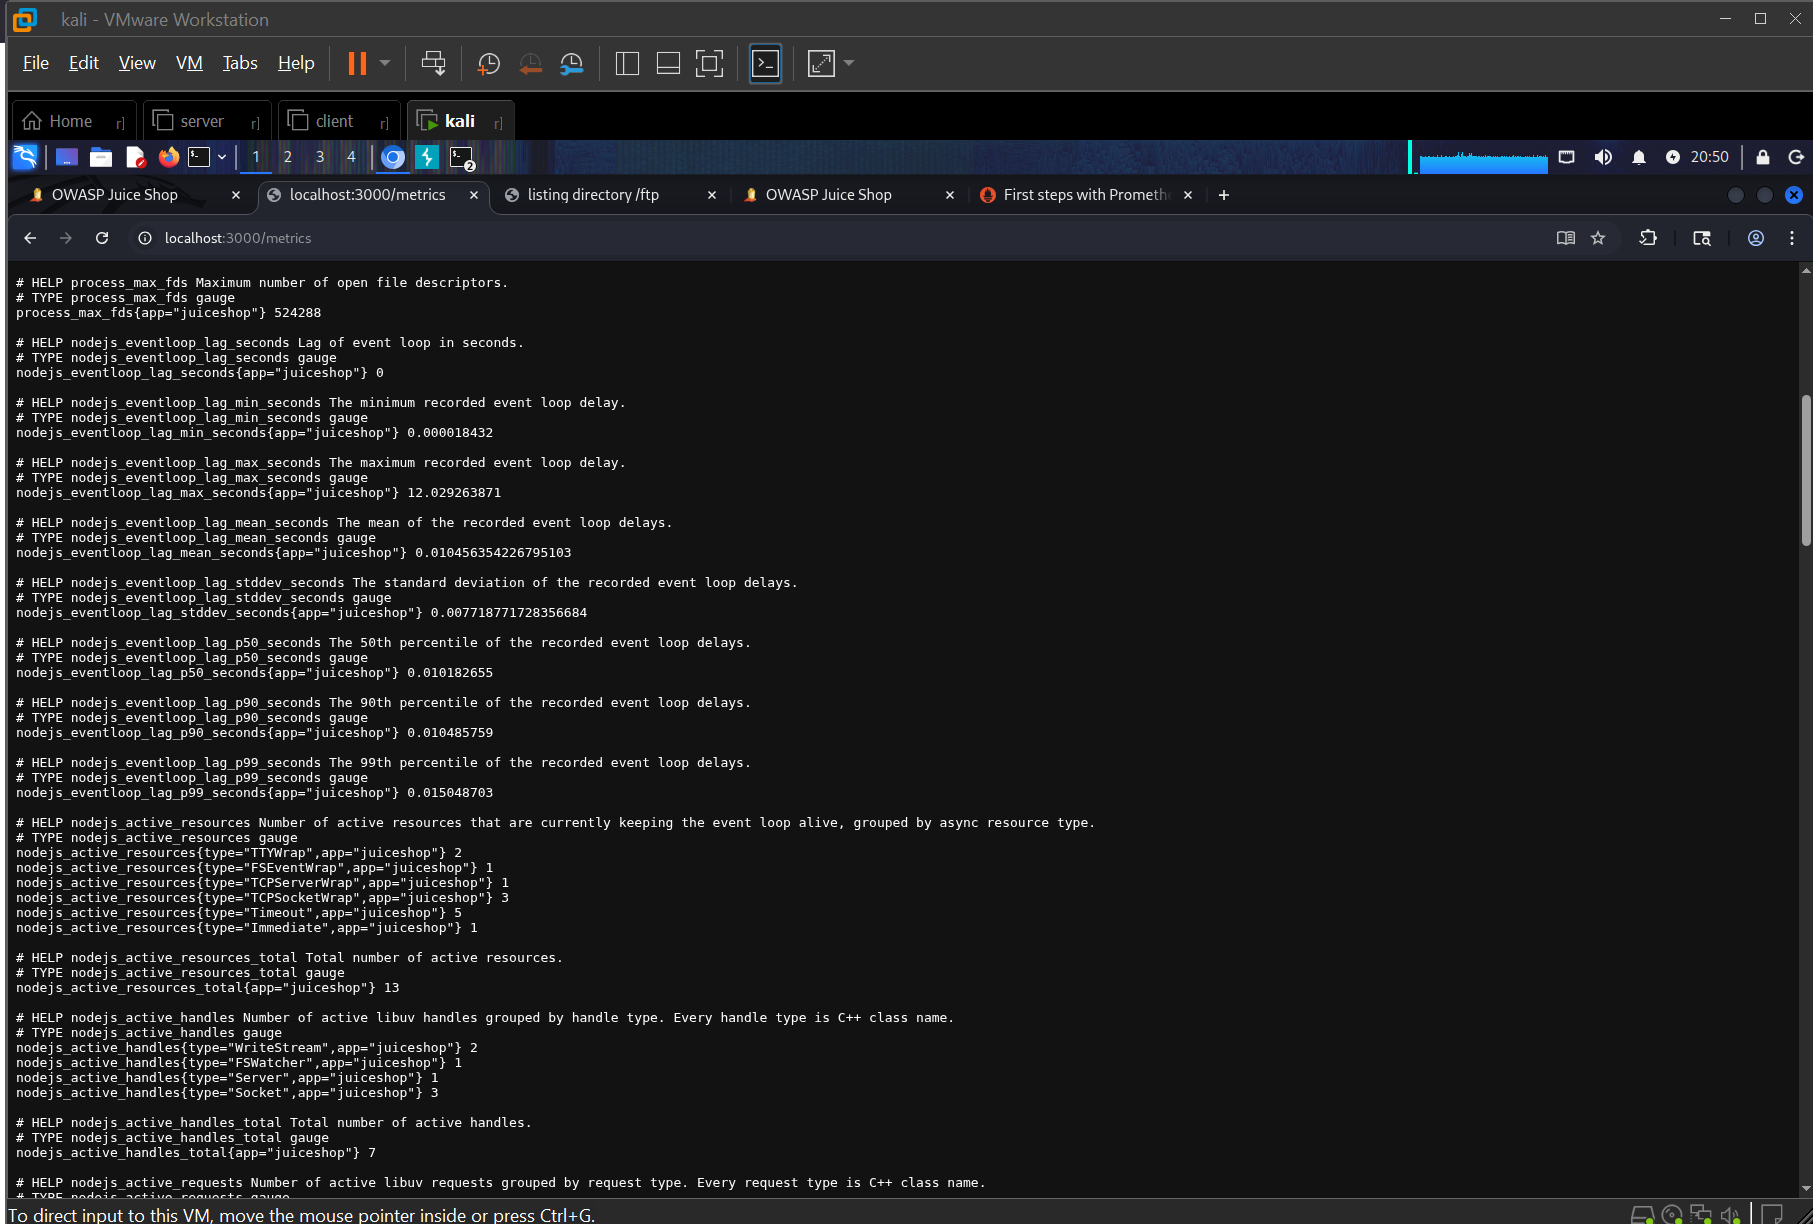 kali - VMware Workstation
File Edit View VM Tabs Help
Home server client kali
1 2 3 4 2 20:50
OWASP Juice Shop localhost:3000/metrics listing directory /ftp OWASP Juice Shop First steps with Prometh
localhost:3000/metrics
# HELP process_max_fds Maximum number of open file descriptors.
# TYPE process_max_fds gauge
process_max_fds{app="juiceshop"} 524288
# HELP nodejs_eventloop_lag_seconds Lag of event loop in seconds.
# TYPE nodejs_eventloop_lag_seconds gauge
nodejs_eventloop_lag_seconds{app="juiceshop"} 0
# HELP nodejs_eventloop_lag_min_seconds The minimum recorded event loop delay.
# TYPE nodejs_eventloop_lag_min_seconds gauge
nodejs_eventloop_lag_min_seconds{app="juiceshop"} 0.000018432
# HELP nodejs_eventloop_lag_max_seconds The maximum recorded event loop delay.
# TYPE nodejs_eventloop_lag_max_seconds gauge
nodejs_eventloop_lag_max_seconds{app="juiceshop"} 12.029263871
# HELP nodejs_eventloop_lag_mean_seconds The mean of the recorded event loop delays.
# TYPE nodejs_eventloop_lag_mean_seconds gauge
nodejs_eventloop_lag_mean_seconds{app="juiceshop"} 0.010456354226795103
# HELP nodejs_eventloop_lag_stddev_seconds The standard deviation of the recorded event loop delays.
# TYPE nodejs_eventloop_lag_stddev_seconds gauge
nodejs_eventloop_lag_stddev_seconds{app="juiceshop"} 0.007718771728356684
# HELP nodejs_eventloop_lag_p50_seconds The 50th percentile of the recorded event loop delays.
# TYPE nodejs_eventloop_lag_p50_seconds gauge
nodejs_eventloop_lag_p50_seconds{app="juiceshop"} 0.010182655
# HELP nodejs_eventloop_lag_p90_seconds The 90th percentile of the recorded event loop delays.
# TYPE nodejs_eventloop_lag_p90_seconds gauge
nodejs_eventloop_lag_p90_seconds{app="juiceshop"} 0.010485759
# HELP nodejs_eventloop_lag_p99_seconds The 99th percentile of the recorded event loop delays.
# TYPE nodejs_eventloop_lag_p99_seconds gauge
nodejs_eventloop_lag_p99_seconds{app="juiceshop"} 0.015048703
# HELP nodejs_active_resources Number of active resources that are currently keeping the event loop alive, grouped by async resource type.
# TYPE nodejs_active_resources gauge
nodejs_active_resources{type="TTYWrap",app="juiceshop"} 2
nodejs_active_resources{type="FSEventWrap",app="juiceshop"} 1
nodejs_active_resources{type="TCPServerWrap",app="juiceshop"} 1
nodejs_active_resources{type="TCPSocketWrap",app="juiceshop"} 3
nodejs_active_resources{type="Timeout",app="juiceshop"} 5
nodejs_active_resources{type="Immediate",app="juiceshop"} 1
# HELP nodejs_active_resources_total Total number of active resources.
# TYPE nodejs_active_resources_total gauge
nodejs_active_resources_total{app="juiceshop"} 13
# HELP nodejs_active_handles Number of active libuv handles grouped by handle type. Every handle type is C++ class name.
# TYPE nodejs_active_handles gauge
nodejs_active_handles{type="WriteStream",app="juiceshop"} 2
nodejs_active_handles{type="FSWatcher",app="juiceshop"} 1
nodejs_active_handles{type="Server",app="juiceshop"} 1
nodejs_active_handles{type="Socket",app="juiceshop"} 3
# HELP nodejs_active_handles_total Total number of active handles.
# TYPE nodejs_active_handles_total gauge
nodejs_active_handles_total{app="juiceshop"} 7
# HELP nodejs_active_requests Number of active libuv requests grouped by request type. Every request type is C++ class name.
# TYPE nodejs_active_requests gauge
To direct input to this VM, move the mouse pointer inside or press Ctrl+G.